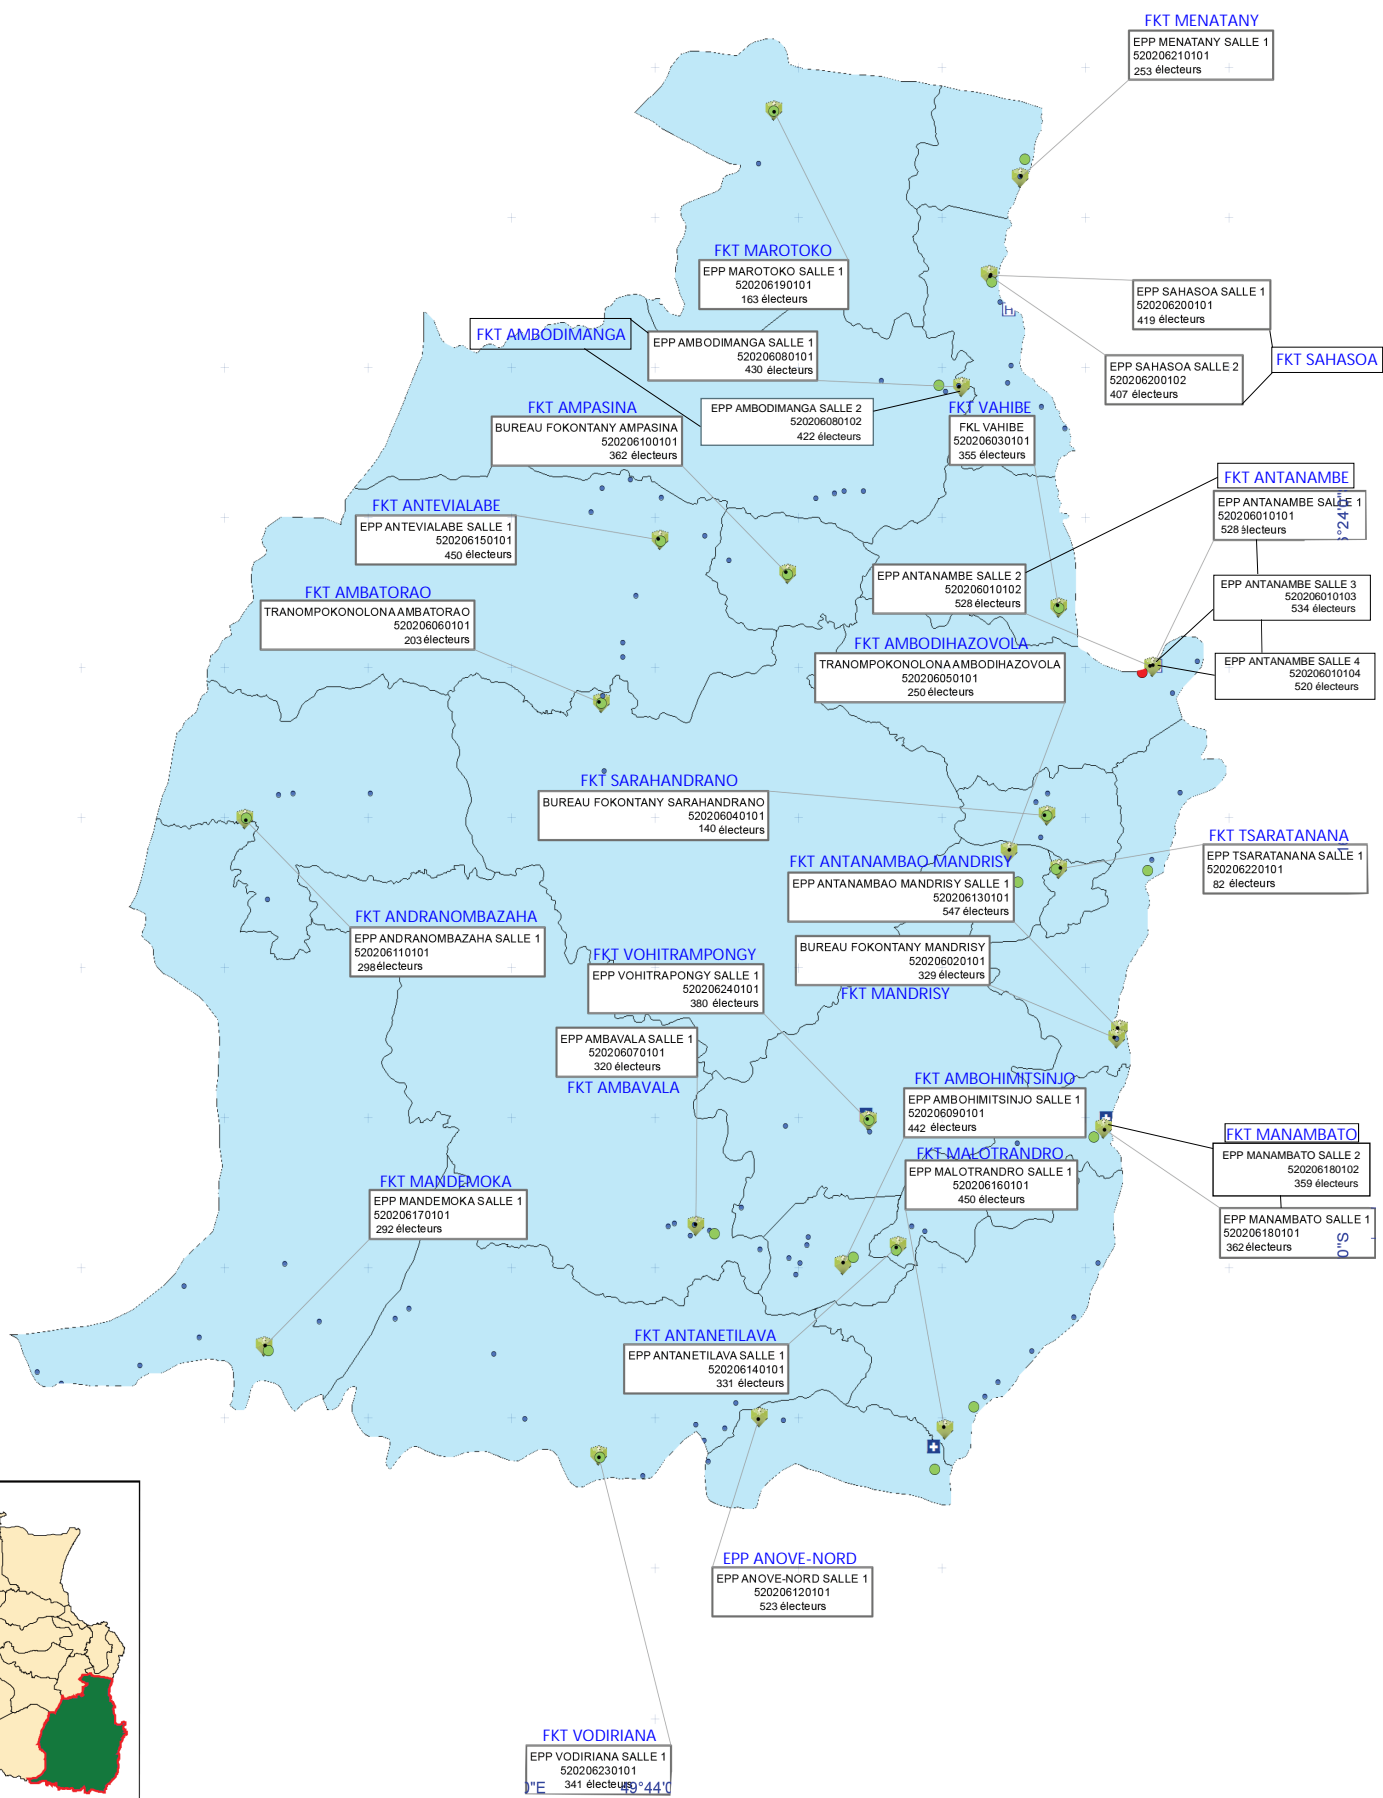 FKT MENATANY
EPP MENATANY SALLE 1
520206210101
253 électeurs
FKT MAROTOKO
EPP MAROTOKO SALLE 1
520206190101
163 électeurs
EPP SAHASOA SALLE 1
520206200101
419 électeurs
H
FKT AMBODIMANGA
EPP AMBODIMANGA SALLE 1
520206080101
430 électeurs
FKT SAHASOA
EPP SAHASOA SALLE 2
520206200102
407 électeurs
EPP AMBODIMANGA SALLE 2
520206080102
422 électeurs
FKT AMPASINA
BUREAU FOKONTANY AMPASINA
520206100101
362 électeurs
FKT VAHIBE
FKL VAHIBE
520206030101
355 électeurs
FKT ANTANAMBE
EPP ANTANAMBE SALLE 1
520206010101
528 électeurs
FKT ANTEVIALABE
EPP ANTEVIALABE SALLE 1
520206150101
450 électeurs
EPP ANTANAMBE SALLE 2
520206010102
528 électeurs
EPP ANTANAMBE SALLE 3
520206010103
534 électeurs
FKT AMBATORAO
TRANOMPOKONOLONA AMBATORAO
520206060101
203 électeurs
FKT AMBODIHAZOVOLA
TRANOMPOKONOLONA AMBODIHAZOVOLA
520206050101
250 électeurs
EPP ANTANAMBE SALLE 4
520206010104
520 électeurs
FKT SARAHANDRANO
BUREAU FOKONTANY SARAHANDRANO
520206040101
140 électeurs
FKT TSARATANANA
EPP TSARATANANA SALLE 1
520206220101
82 électeurs
FKT ANTANAMBAO MANDRISY
EPP ANTANAMBAO MANDRISY SALLE 1
520206130101
547 électeurs
FKT ANDRANOMBAZAHA
EPP ANDRANOMBAZAHA SALLE 1
520206110101
298 électeurs
BUREAU FOKONTANY MANDRISY
520206020101
329 électeurs
FKT MANDRISY
FKT VOHITRAMPONGY
EPP VOHITRAPONGY SALLE 1
520206240101
380 électeurs
EPP AMBAVALA SALLE 1
520206070101
320 électeurs
FKT AMBAVALA
FKT AMBOHIMITSINJO
EPP AMBOHIMITSINJO SALLE 1
520206090101
442 électeurs
FKT MANAMBATO
EPP MANAMBATO SALLE 2
520206180102
359 électeurs
FKT MALOTRANDRO
EPP MALOTRANDRO SALLE 1
520206160101
450 électeurs
FKT MANDEMOKA
EPP MANDEMOKA SALLE 1
520206170101
292 électeurs
EPP MANAMBATO SALLE 1
520206180101
362 électeurs
0"S
FKT ANTANETILAVA
EPP ANTANETILAVA SALLE 1
520206140101
331 électeurs
EPP ANOVE-NORD
EPP ANOVE-NORD SALLE 1
520206120101
523 électeurs
FKT VODIRIANA
EPP VODIRIANA SALLE 1
520206230101
341 électeurs